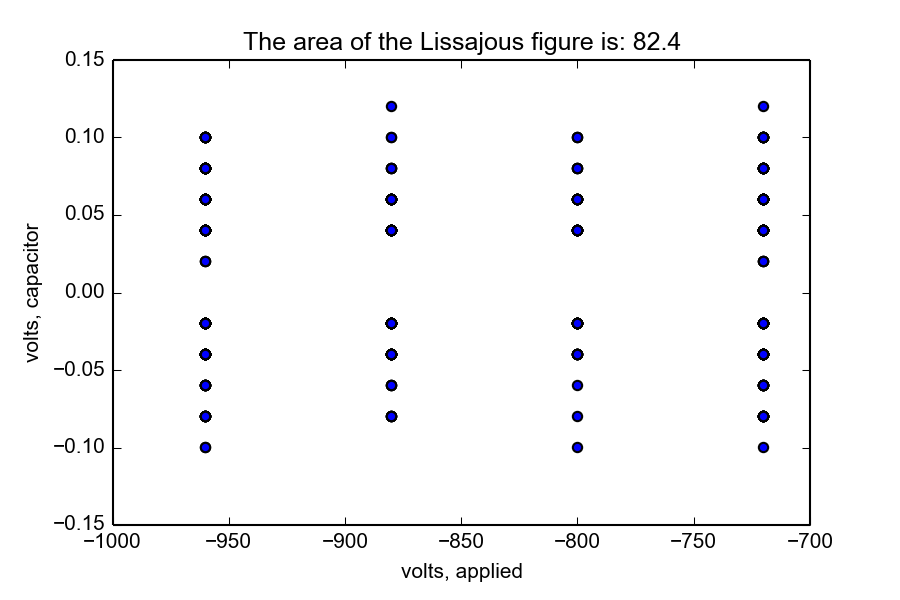 The area of the Lissajous figure is: 82.4
0.15
0.10
0.05
0.00
−0.05
−0.10
−0.15
volts, capacitor
−1000 −950 −900 −850 −800 −750 −700
volts, applied